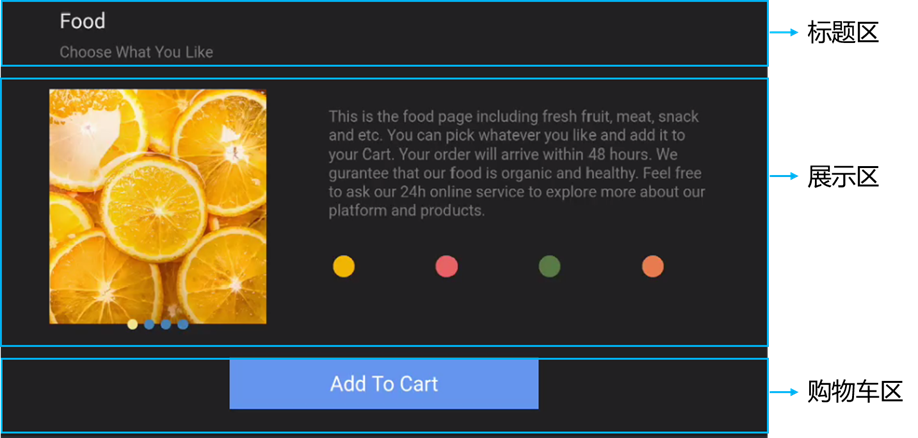 Food
Choose What You Like
标题区
This is the food page including fresh fruit, meat, snack
and etc. You can pick whatever you like and add it to
your Cart. Your order will arrive within 48 hours. We
gurantee that our food is organic and healthy. Feel free
to ask our 24h online service to explore more about our
platform and products.
展示区
Add To Cart
购物车区